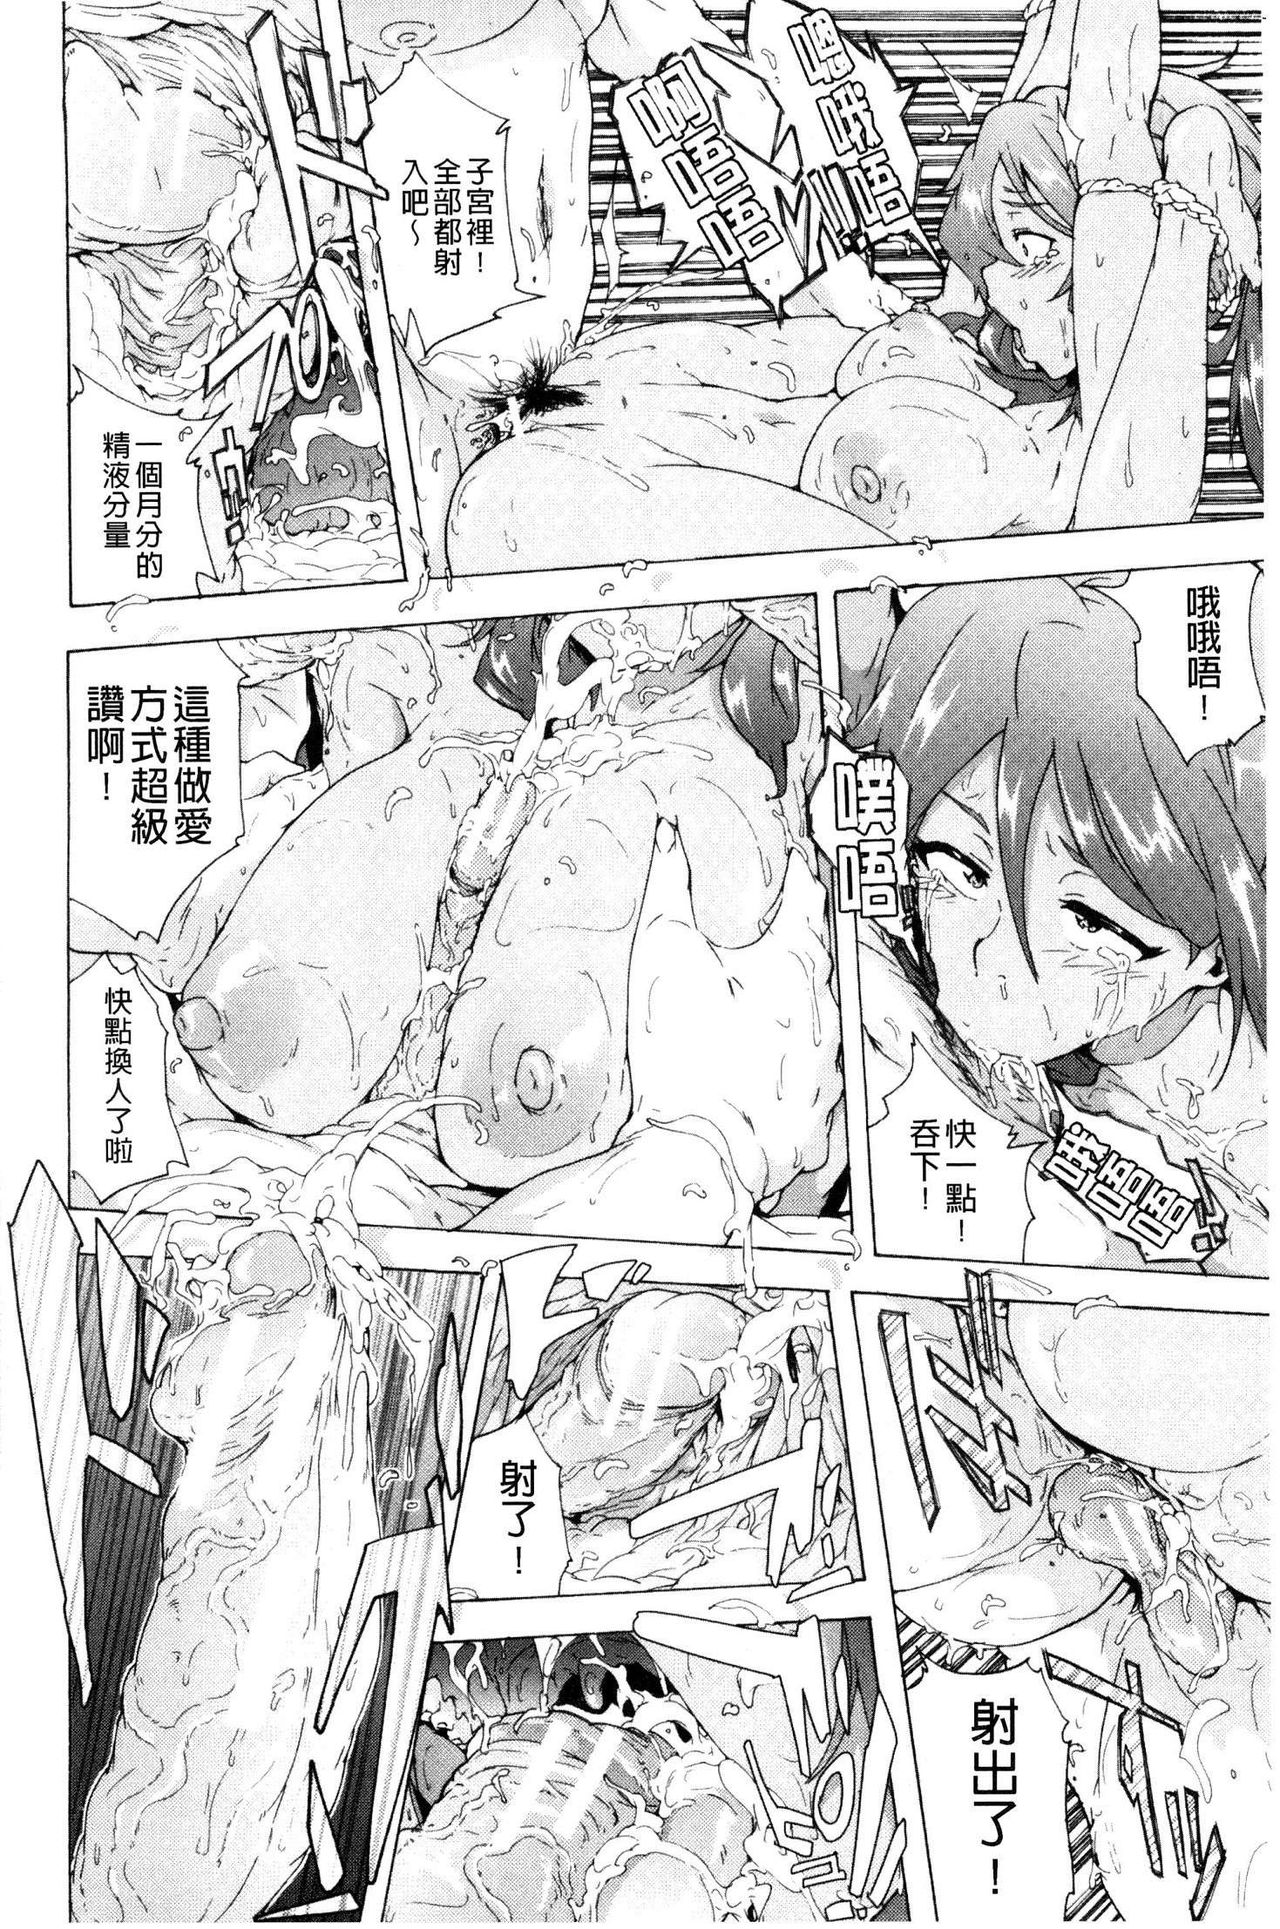 嗯哦唔
啊唔唔
子宮裡！
全部都射
入吧～
一個月分的
精液分量
哦哦唔！
噗唔
快一點！
吞下！
哦唔唔
這種做愛
方式超級
讚啊！
快點換人了啦
射出了！
射了！